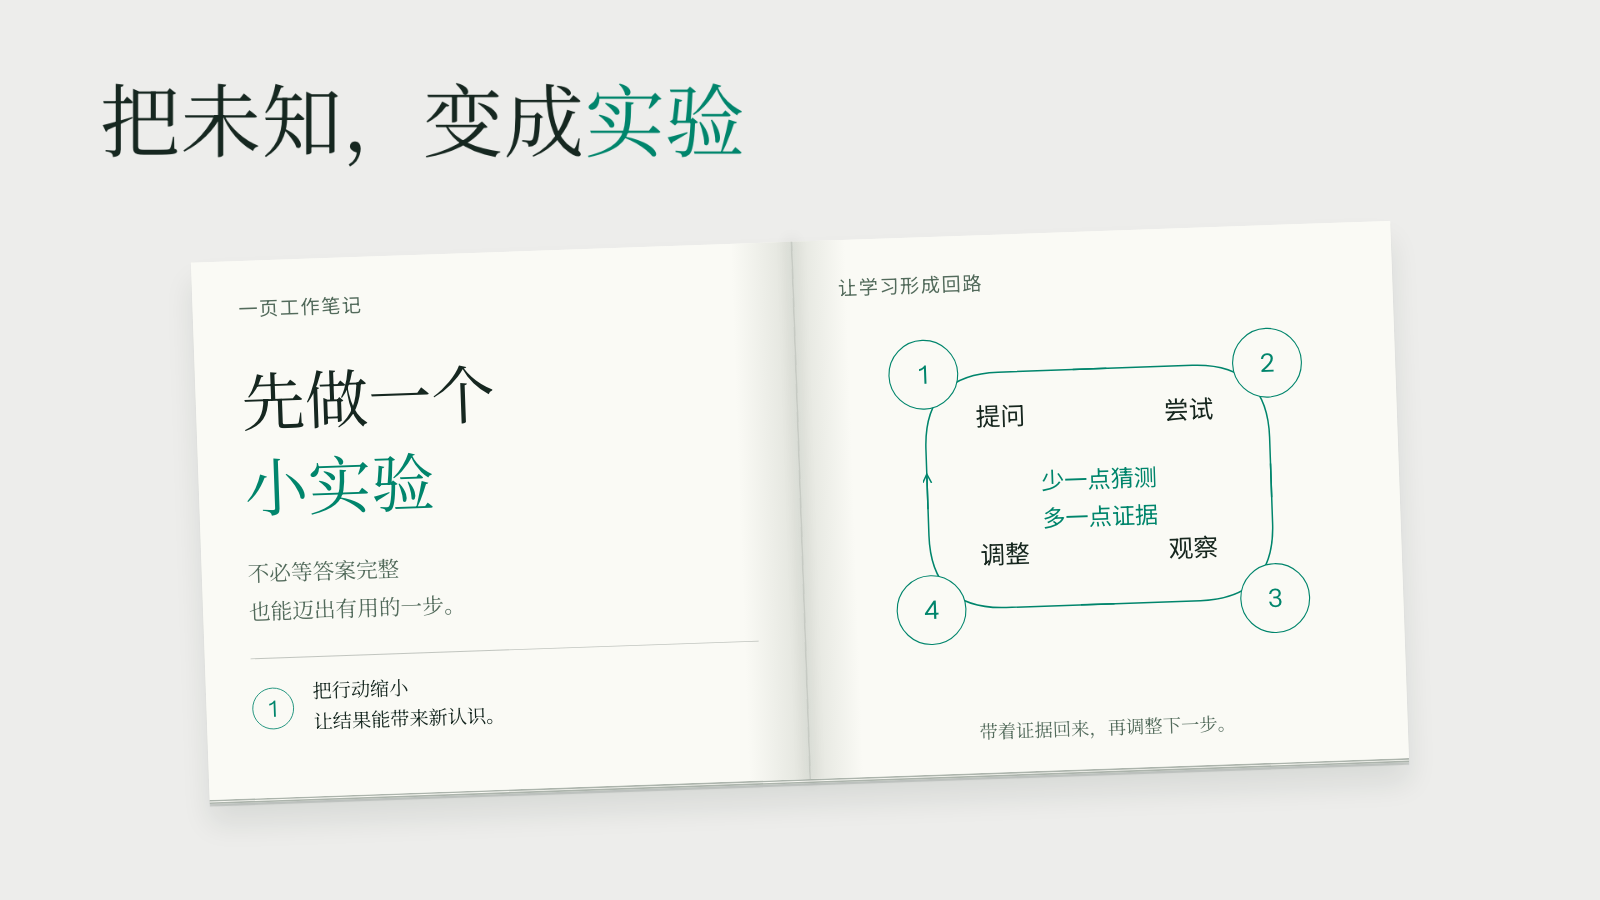 把未知，变成实验
一页工作笔记
先做一个
小实验
不必等答案完整
也能迈出有用的一步。
1
把行动缩小
让结果能带来新认识。
让学习形成回路
1
2
提问
尝试
少一点猜测
多一点证据
调整
观察
4
3
带着证据回来，再调整下一步。